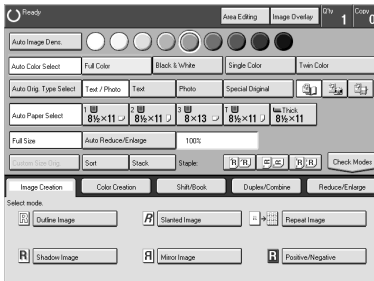 Ready Area Editing Image Overlay Q'ty 1 Copy 0
Auto Image Dens.
Auto Color Select Full Color Black & White Single Color Twin Color
Auto Orig. Type Select Text / Photo Text Photo Special Original
Auto Paper Select 1 8½×11 2 8½×11 3 8×13 4 8½×11 Thick 8½×11
Full Size Auto Reduce/Enlarge 100%
Custom Size Orig. Sort Stack Staple: Check Modes
Image Creation Color Creation Shift/Book Duplex/Combine Reduce/Enlarge
Select mode.
R Outline Image R Slanted Image R Repeat Image
R Shadow Image Я Mirror Image R Positive/Negative